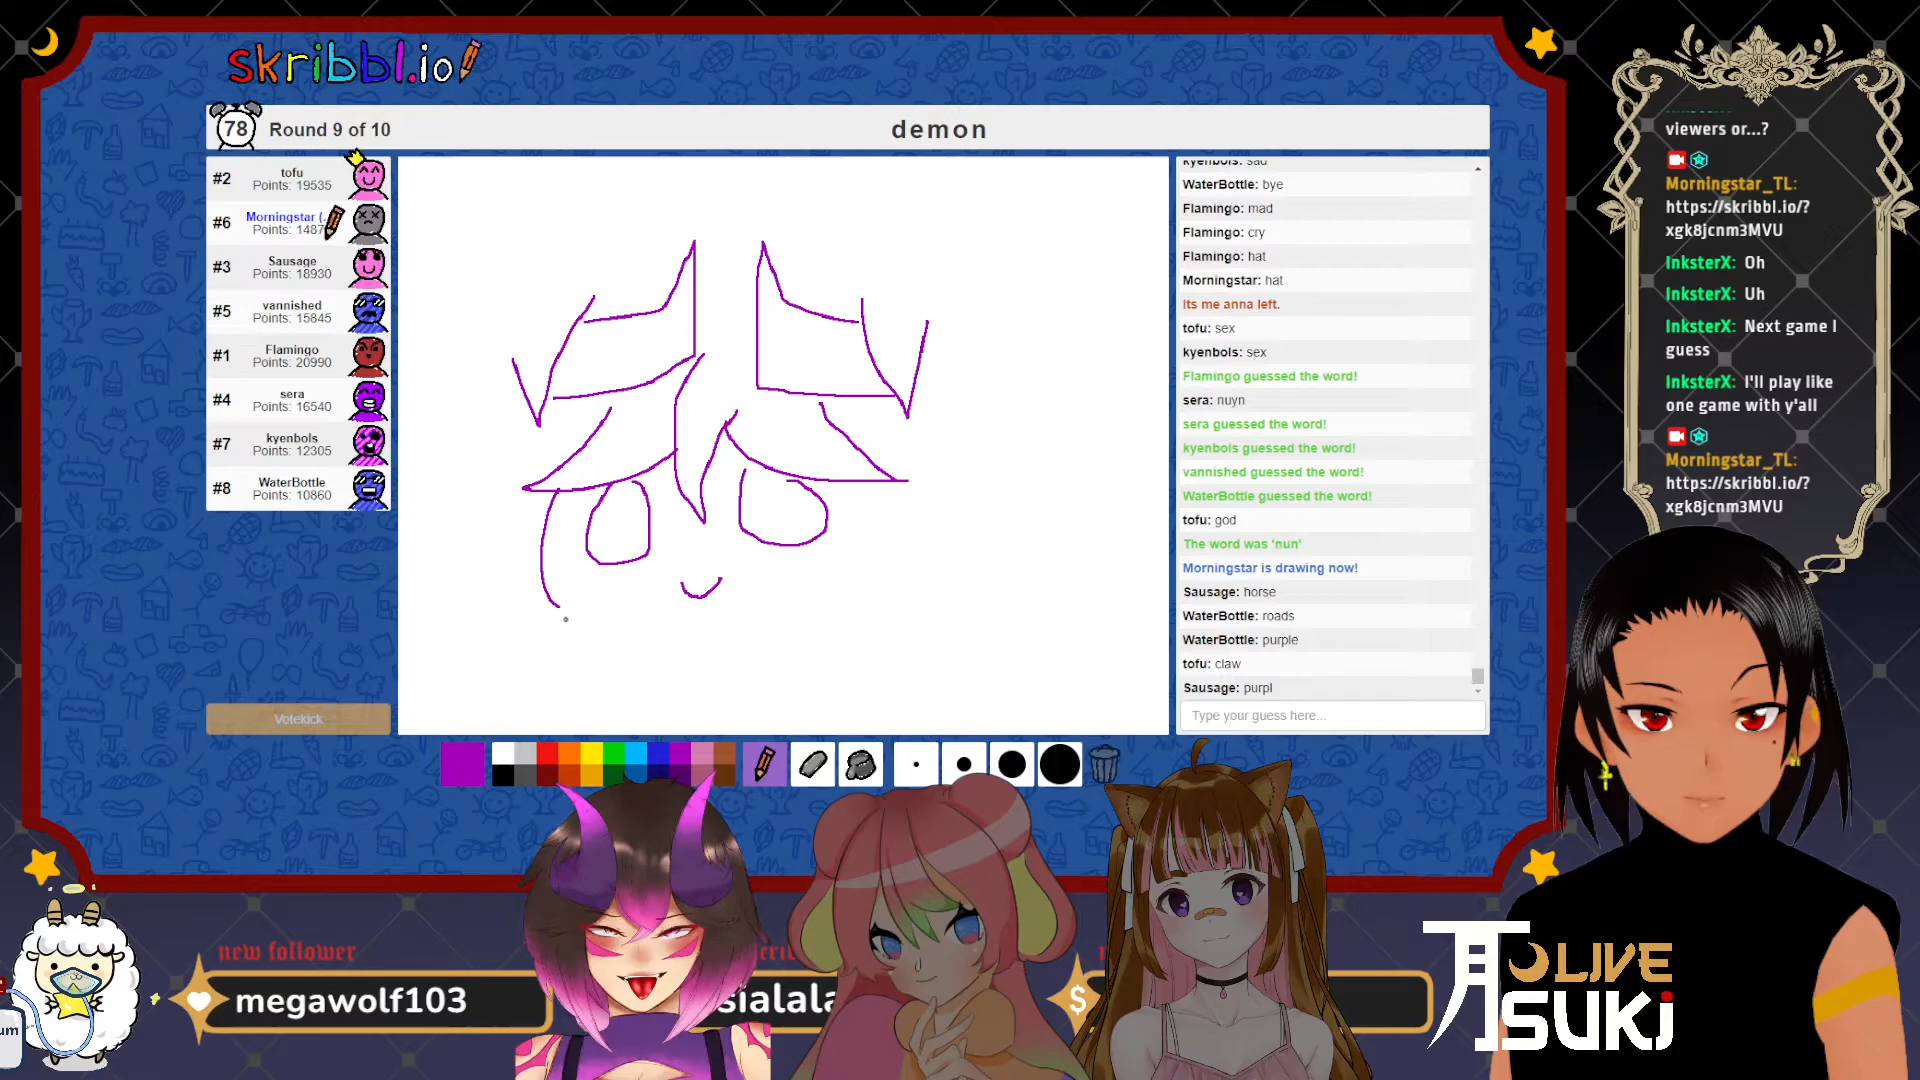 skribbl.io
78
Round 9 of 10
demon
#2
tofu
Points: 19535
#6
Morningstar (.
Points: 1487
#3
Sausage
Points: 18930
#5
vannished
Points: 15845
#1
Flamingo
Points: 20990
#4
sera
Points: 16540
#7
kyenbols
Points: 12305
#8
WaterBottle
Points: 10860
Votekick
kyenbols: sad
WaterBottle: bye
Flamingo: mad
Flamingo: cry
Flamingo: hat
Morningstar: hat
Its me anna left.
tofu: sex
kyenbols: sex
Flamingo guessed the word!
sera: nuyn
sera guessed the word!
kyenbols guessed the word!
vannished guessed the word!
WaterBottle guessed the word!
tofu: god
The word was 'nun'
Morningstar is drawing now!
Sausage: horse
WaterBottle: roads
WaterBottle: purple
tofu: claw
Sausage: purpl
Type your guess here...
viewers or...?
Morningstar_TL:
https://skribbl.io/?
xgk8jcnm3MVU
InksterX: Oh
InksterX: Uh
InksterX: Next game I
guess
InksterX: I'll play like
one game with y'all
Morningstar_TL:
https://skribbl.io/?
xgk8jcnm3MVU
new follower
megawolf103
sialala
$
um
LIVE
TSUKi